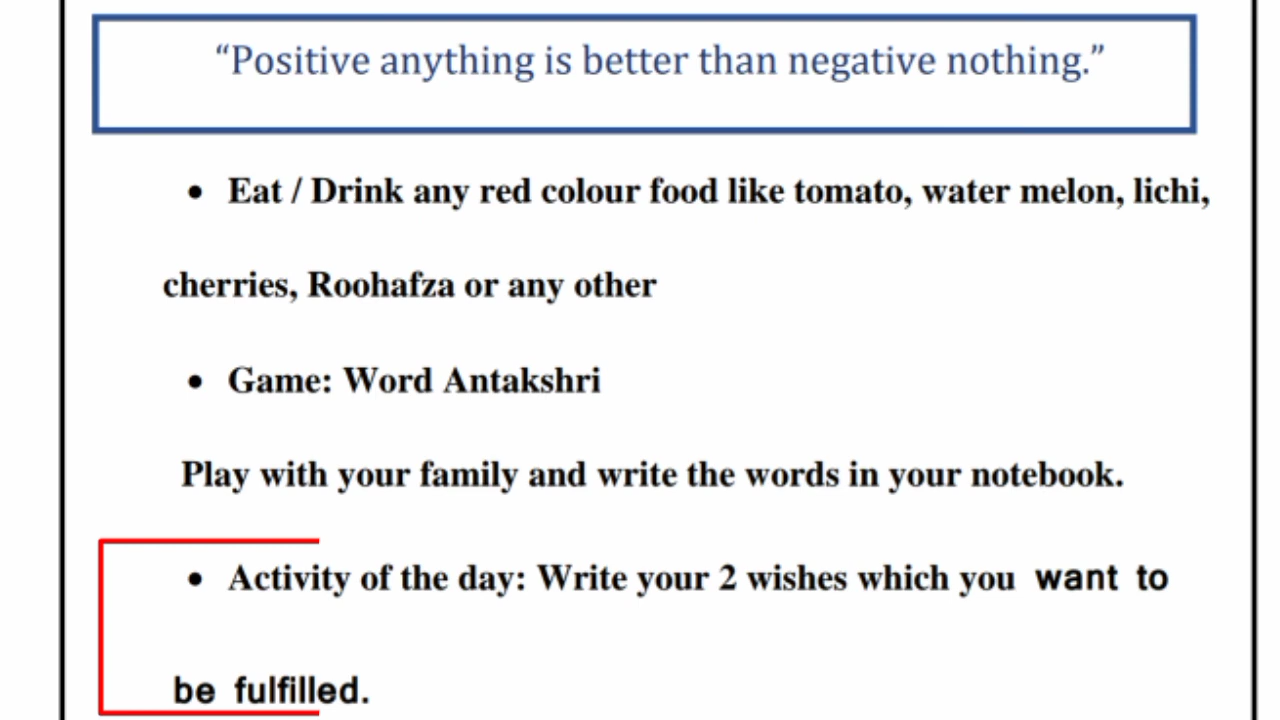 “Positive anything is better than negative nothing.”
• Eat / Drink any red colour food like tomato, water melon, lichi,
cherries, Roohafza or any other
• Game: Word Antakshri
Play with your family and write the words in your notebook.
• Activity of the day: Write your 2 wishes which you want to
be fulfilled.